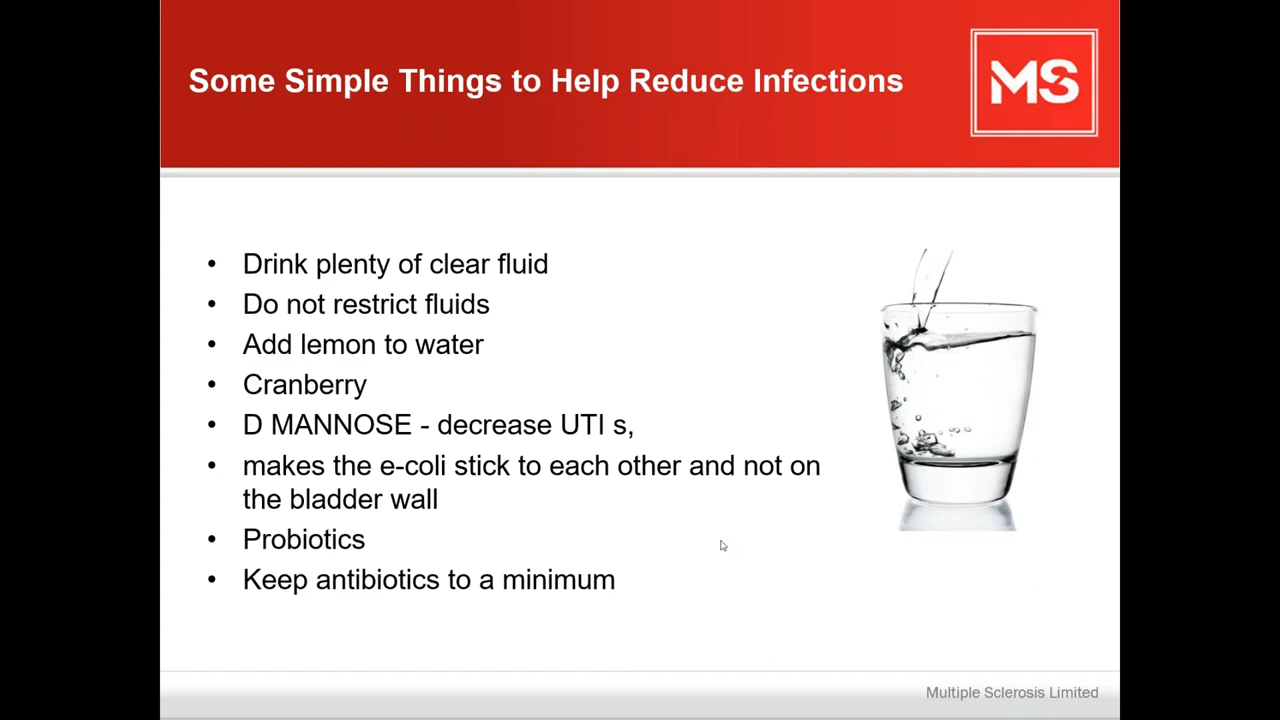 Some Simple Things to Help Reduce Infections
MS
• Drink plenty of clear fluid
• Do not restrict fluids
• Add lemon to water
• Cranberry
• D MANNOSE - decrease UTI s,
• makes the e-coli stick to each other and not on
the bladder wall
• Probiotics
• Keep antibiotics to a minimum
Multiple Sclerosis Limited